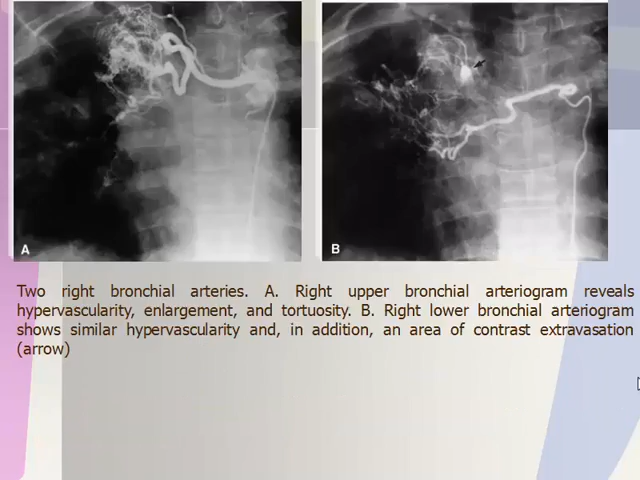 A
B
Two right bronchial arteries. A. Right upper bronchial arteriogram reveals
hypervascularity, enlargement, and tortuosity. B. Right lower bronchial arteriogram
shows similar hypervascularity and, in addition, an area of contrast extravasation
(arrow)